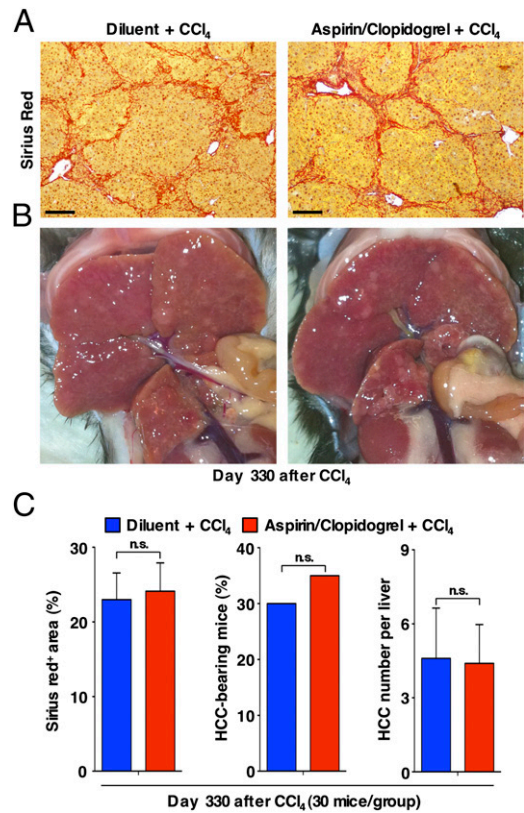 A
Diluent + CCl₄
Aspirin/Clopidogrel + CCl₄
Sirius Red
B
Day 330 after CCl₄
C
Diluent + CCl₄
Aspirin/Clopidogrel + CCl₄
Sirius red⁺ area (%)
30
20
10
0
n.s.
HCC-bearing mice (%)
40
30
20
10
0
n.s.
HCC number per liver
9
6
3
0
n.s.
Day 330 after CCl₄ (30 mice/group)